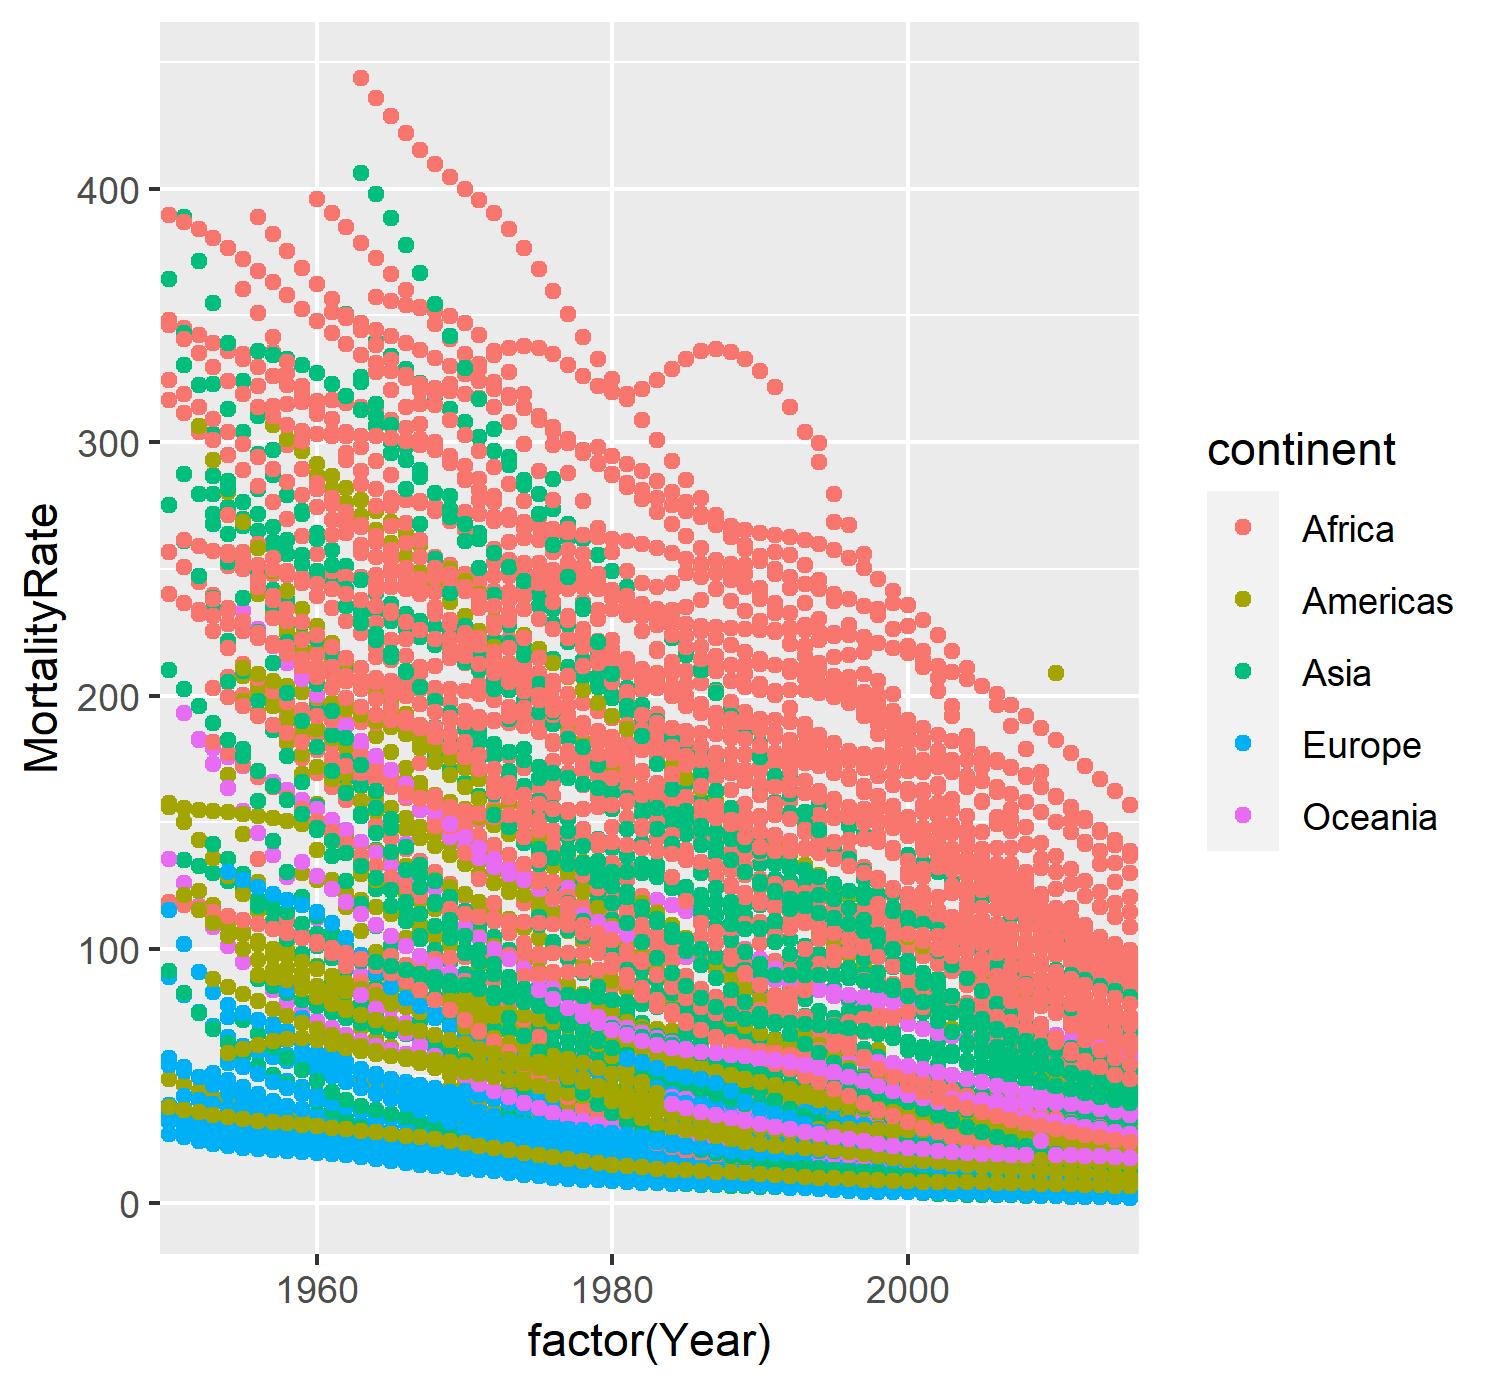 MortalityRate
400
300
200
100
0
1960
1980
2000
factor(Year)
continent
Africa
Americas
Asia
Europe
Oceania